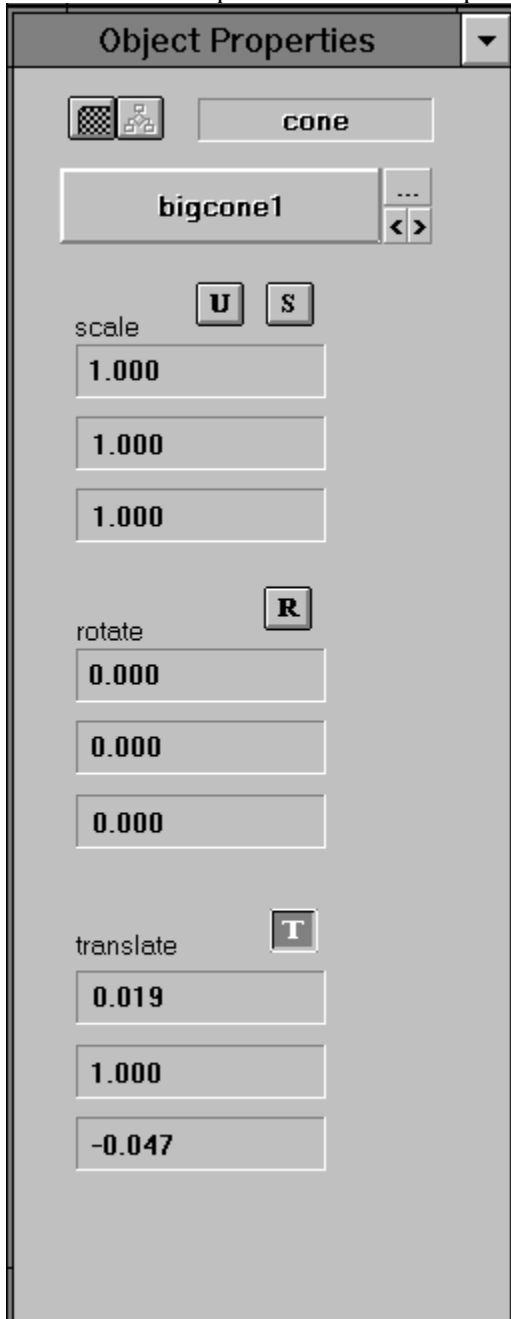 Object Properties
cone
bigcone1
...
< >
U S
scale
1.000
1.000
1.000
R
rotate
0.000
0.000
0.000
T
translate
0.019
1.000
-0.047